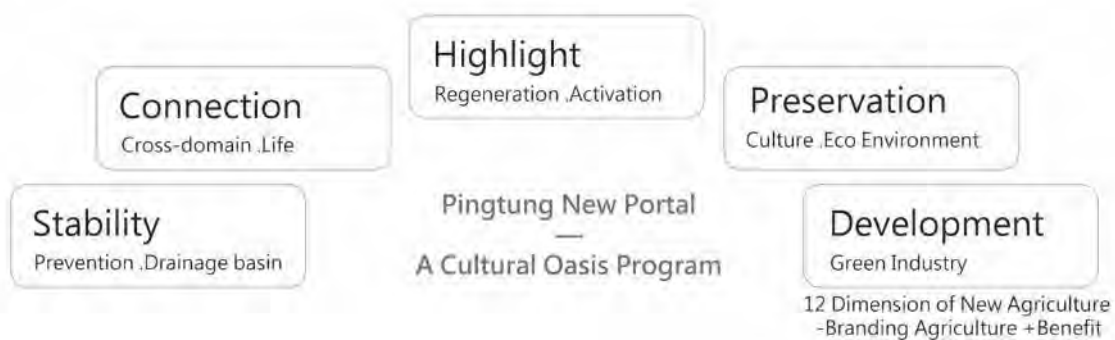 Highlight
Regeneration .Activation
Connection
Cross-domain .Life
Preservation
Culture .Eco Environment
Stability
Prevention .Drainage basin
Pingtung New Portal
—
A Cultural Oasis Program
Development
Green Industry
12 Dimension of New Agriculture
-Branding Agriculture +Benefit